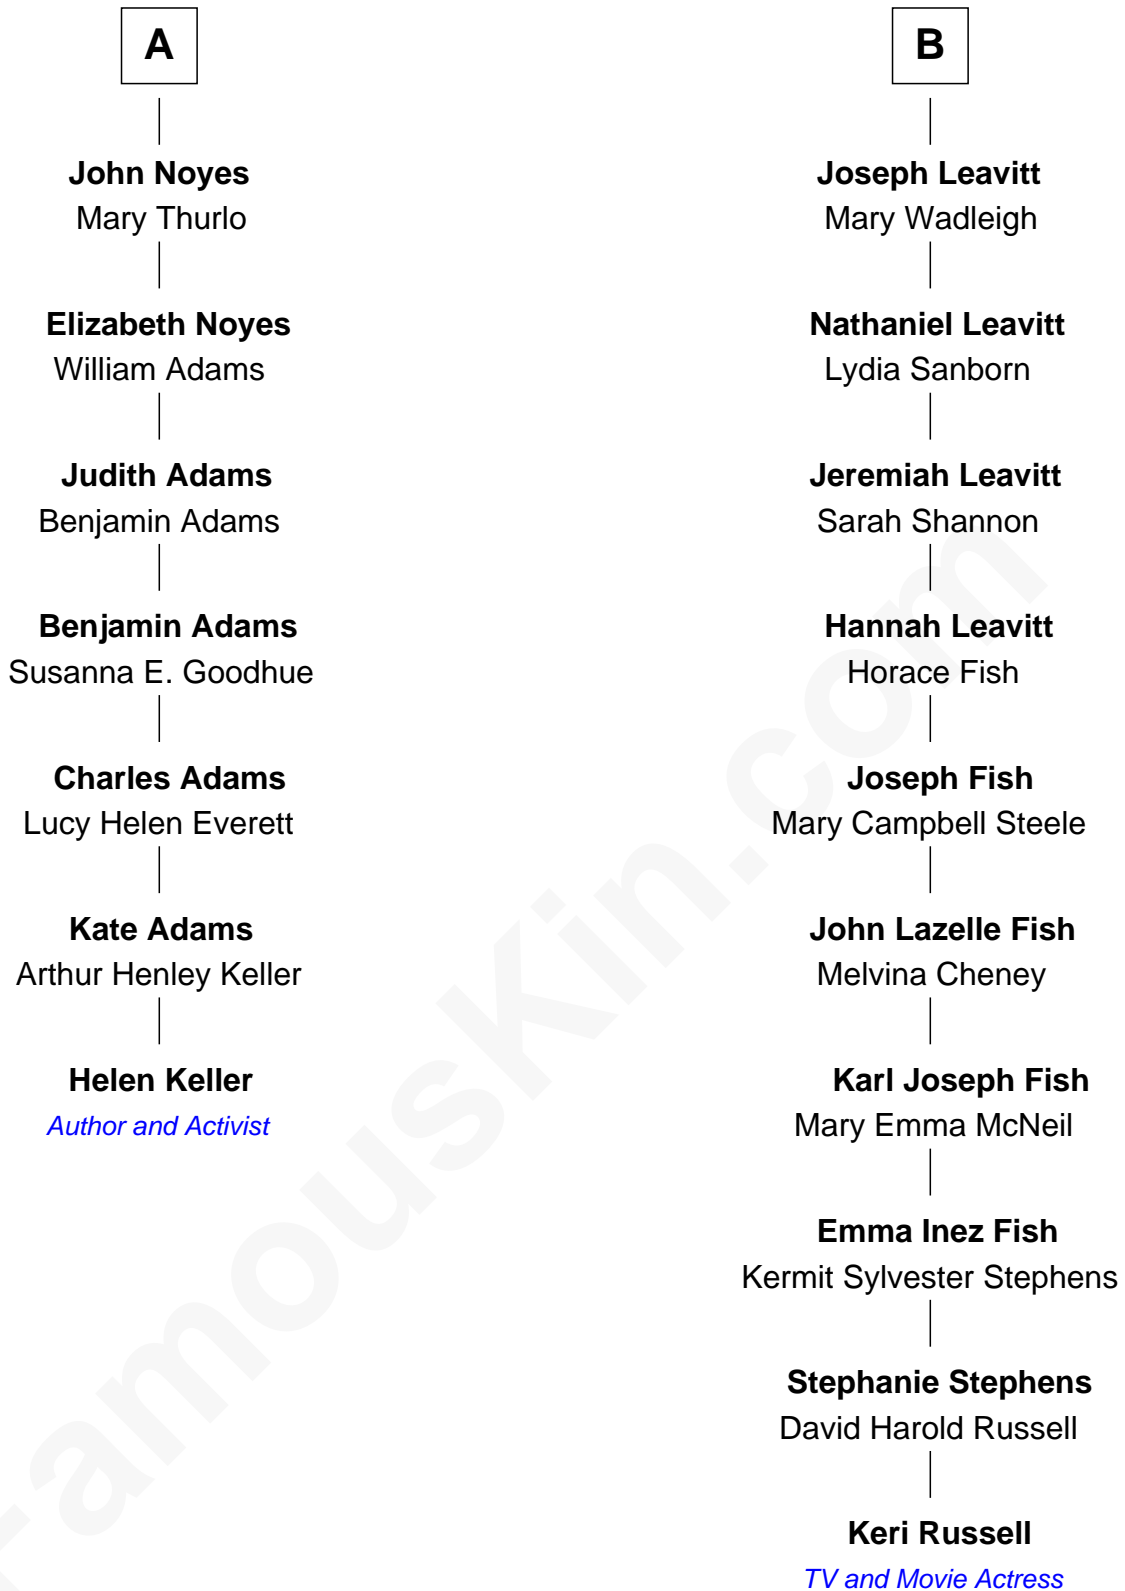 A
John Noyes
Mary Thurlo
Elizabeth Noyes
William Adams
Judith Adams
Benjamin Adams
Benjamin Adams
Susanna E. Goodhue
Charles Adams
Lucy Helen Everett
Kate Adams
Arthur Henley Keller
Helen Keller
Author and Activist
B
Joseph Leavitt
Mary Wadleigh
Nathaniel Leavitt
Lydia Sanborn
Jeremiah Leavitt
Sarah Shannon
Hannah Leavitt
Horace Fish
Joseph Fish
Mary Campbell Steele
John Lazelle Fish
Melvina Cheney
Karl Joseph Fish
Mary Emma McNeil
Emma Inez Fish
Kermit Sylvester Stephens
Stephanie Stephens
David Harold Russell
Keri Russell
TV and Movie Actress
FamousKin.com